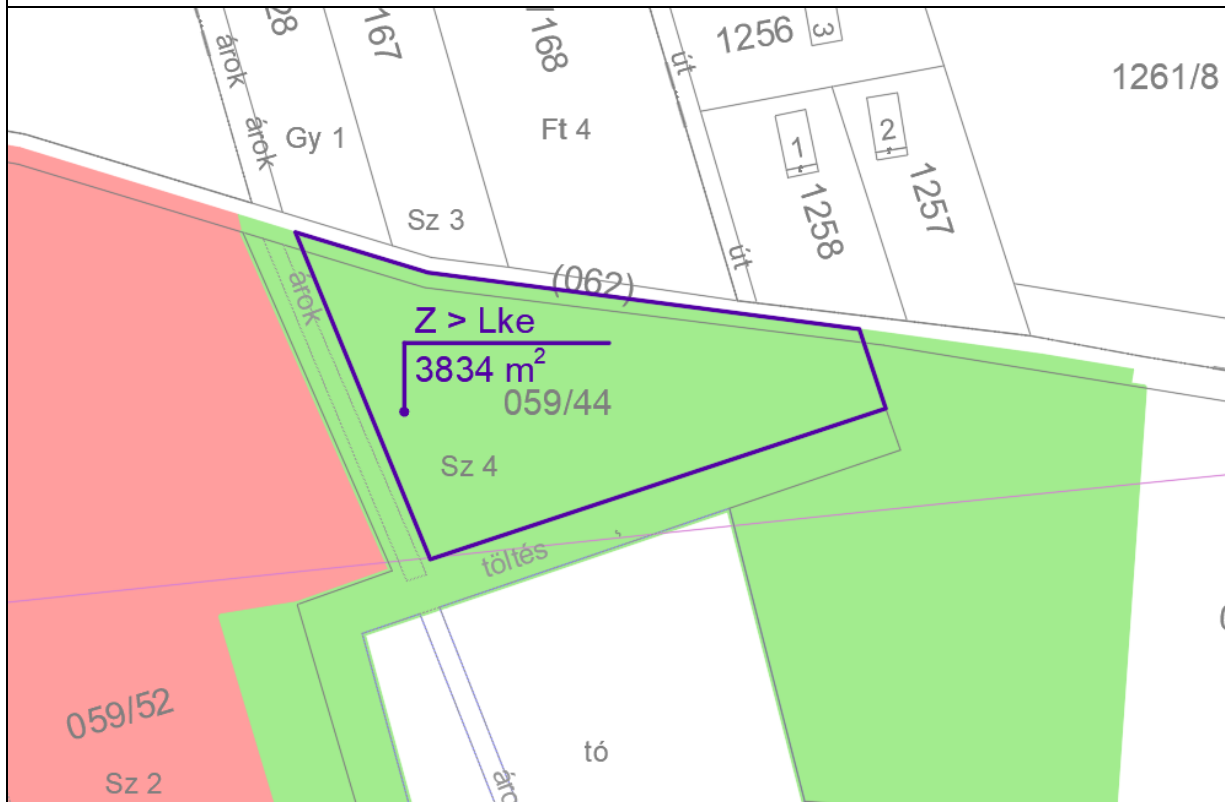 167
168
1256
3
1261/8
árok
út
árok
Gy 1
Ft 4
1
2
1258
1257
Sz 3
út
(062)
árok
Z > Lke
3834 m²
059/44
Sz 4
töltés
059/52
Sz 2
tó